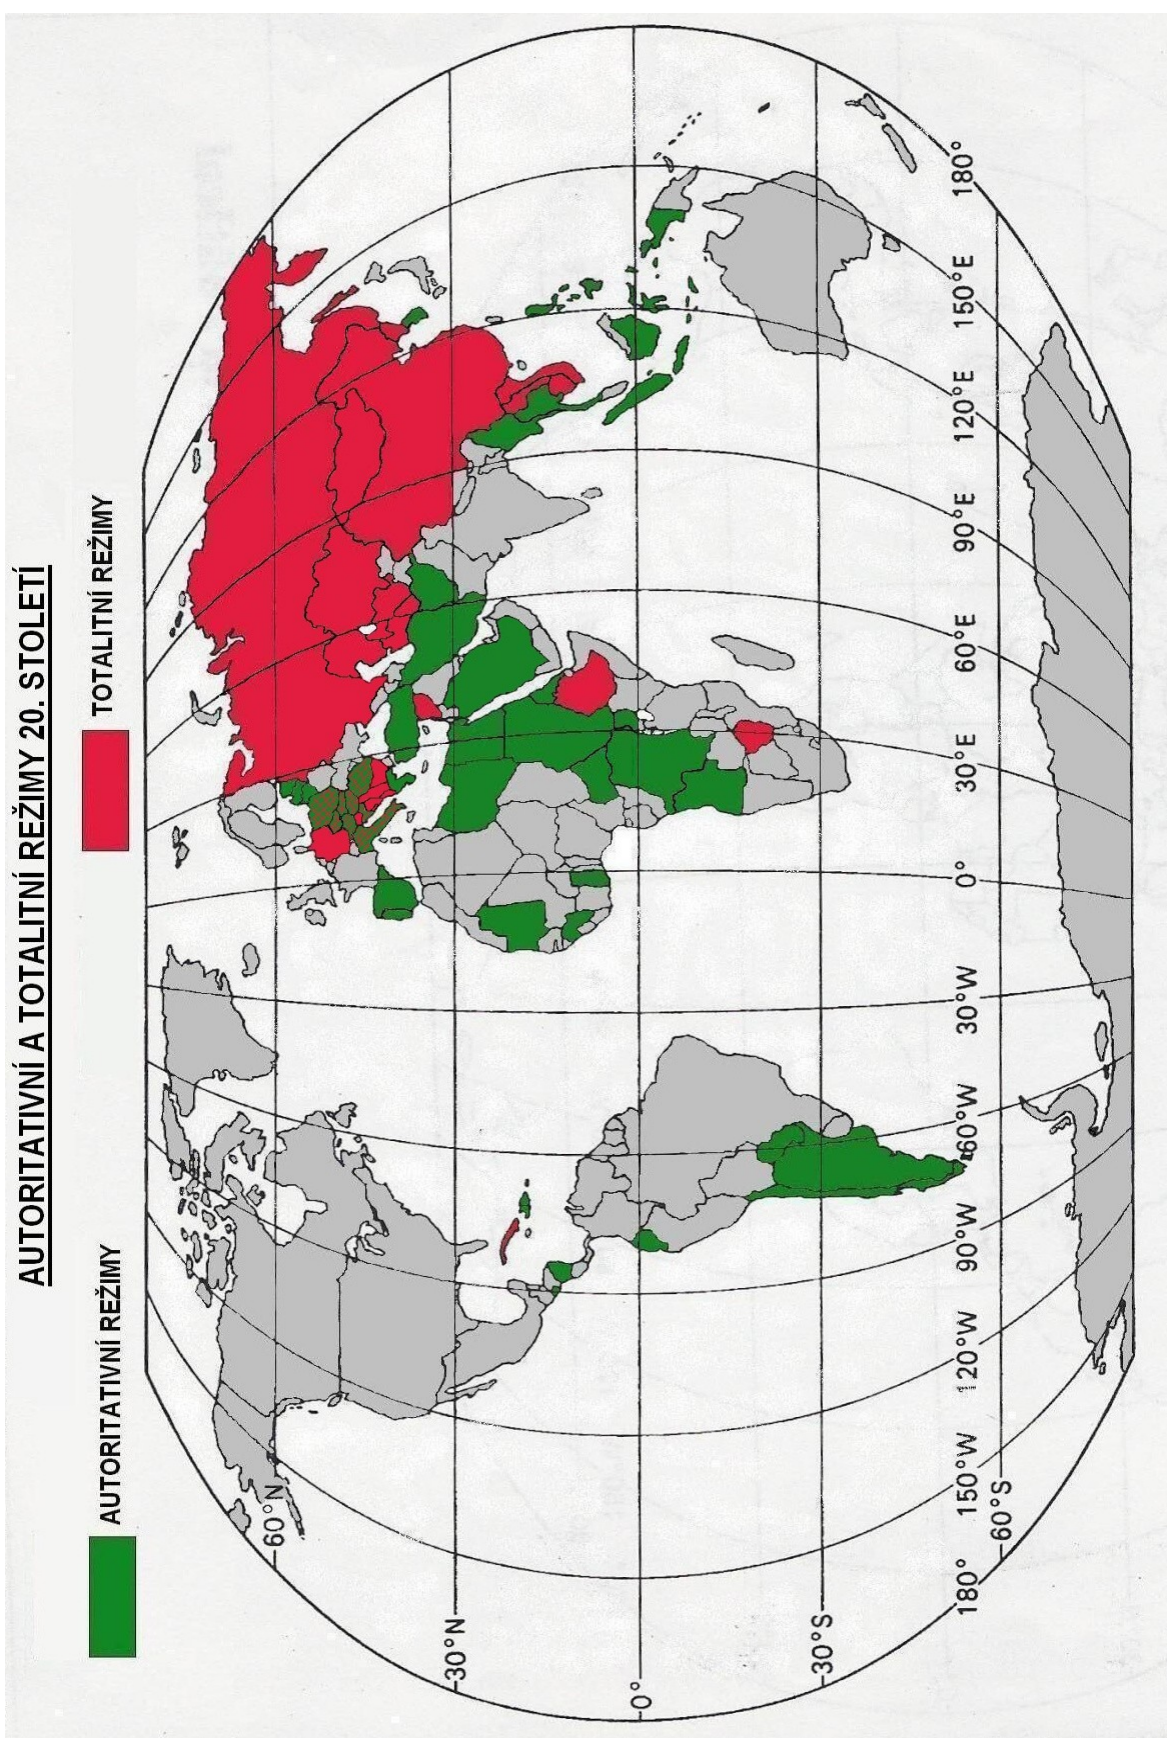 AUTORITATIVNÍ A TOTALITNÍ REŽIMY 20. STOLETÍ
AUTORITATIVNÍ REŽIMY
TOTALITNÍ REŽIMY
60°N
30°N
0°
30°S
60°S
180°
150°W
120°W
90°W
60°W
30°W
0°
30°E
60°E
90°E
120°E
150°E
180°